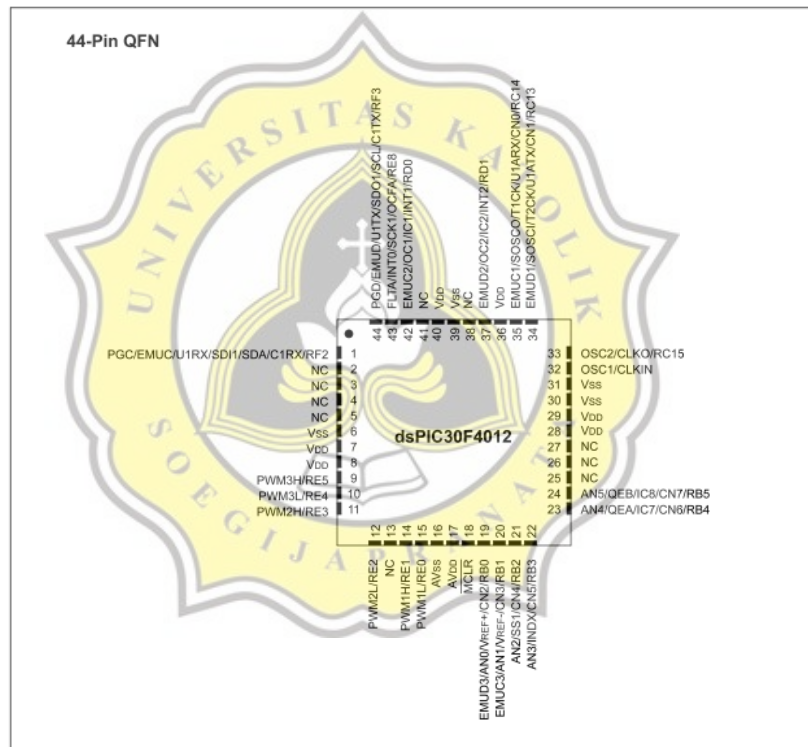 44-Pin QFN
UNIVERSITAS KATOLIK
SOEGIJAPRANATA
PGD/EMUD/U1TX/SDO1/SCL/C1TX/RF3
FLTA/INT0/SCK1/OCFA/RE8
EMUC2/OC1/IC1/INT1/RD0
NC
VDD
VSS
NC
EMUD2/OC2/IC2/INT2/RD1
VDD
EMUC1/SOSCO/T1CK/U1ARX/CN0/RC14
EMUD1/SOSCI/T2CK/U1ATX/CN1/RC13
44 43 42 41 40 39 38 37 36 35 34
PGC/EMUC/U1RX/SDI1/SDA/C1RX/RF2 1
NC 2
NC 3
NC 4
NC 5
VSS 6
VDD 7
VDD 8
PWM3H/RE5 9
PWM3L/RE4 10
PWM2H/RE3 11
dsPIC30F4012
33 OSC2/CLKO/RC15
32 OSC1/CLKIN
31 VSS
30 VSS
29 VDD
28 VDD
27 NC
26 NC
25 NC
24 AN5/QEB/IC8/CN7/RB5
23 AN4/QEA/IC7/CN6/RB4
12 13 14 15 16 17 18 19 20 21 22
PWM2L/RE2
NC
PWM1H/RE1
PWM1L/RE0
AVSS
AVDD
MCLR
EMUD3/AN0/VREF+/CN2/RB0
EMUC3/AN1/VREF-/CN3/RB1
AN2/SS1/CN4/RB2
AN3/INDX/CN5/RB3